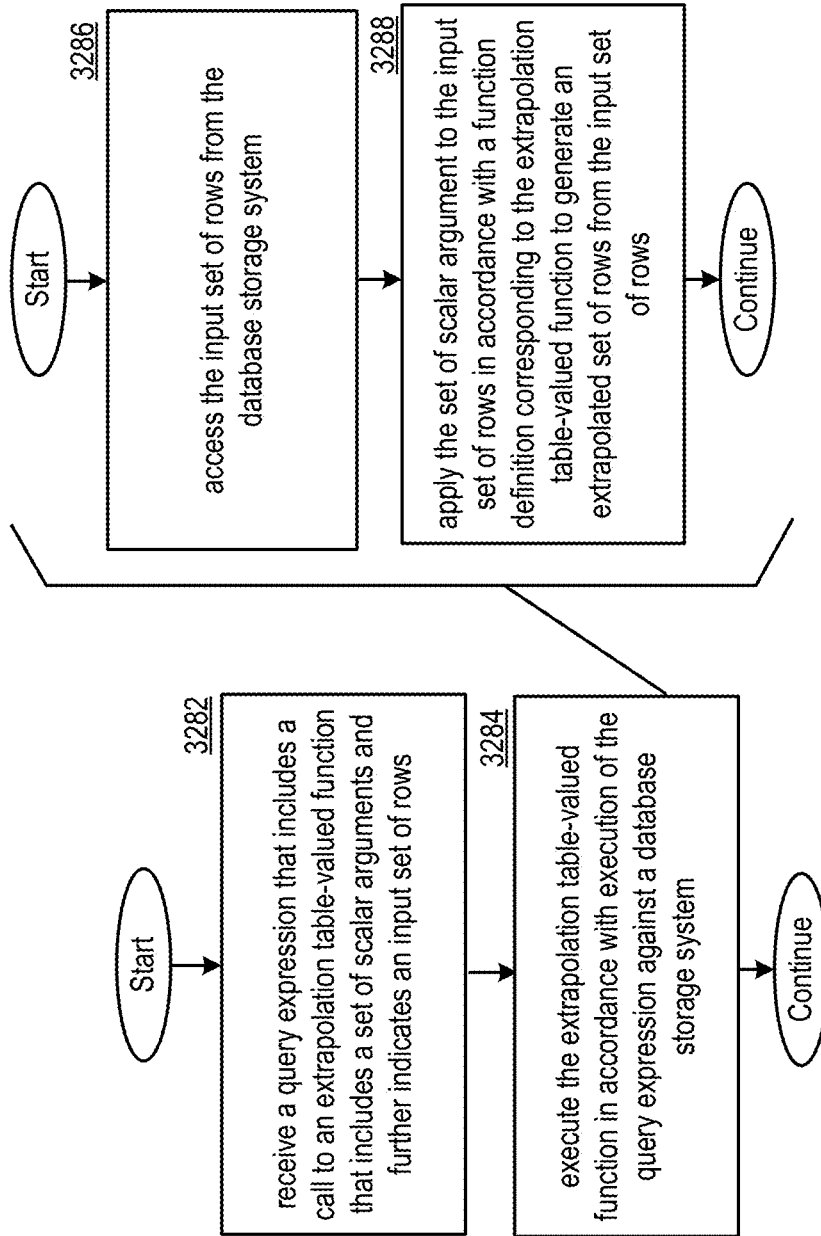 Start
3282
receive a query expression that includes a
call to an extrapolation table-valued function
that includes a set of scalar arguments and
further indicates an input set of rows
3284
execute the extrapolation table-valued
function in accordance with execution of the
query expression against a database
storage system
Continue
Start
3286
access the input set of rows from the
database storage system
3288
apply the set of scalar argument to the input
set of rows in accordance with a function
definition corresponding to the extrapolation
table-valued function to generate an
extrapolated set of rows from the input set
of rows
Continue